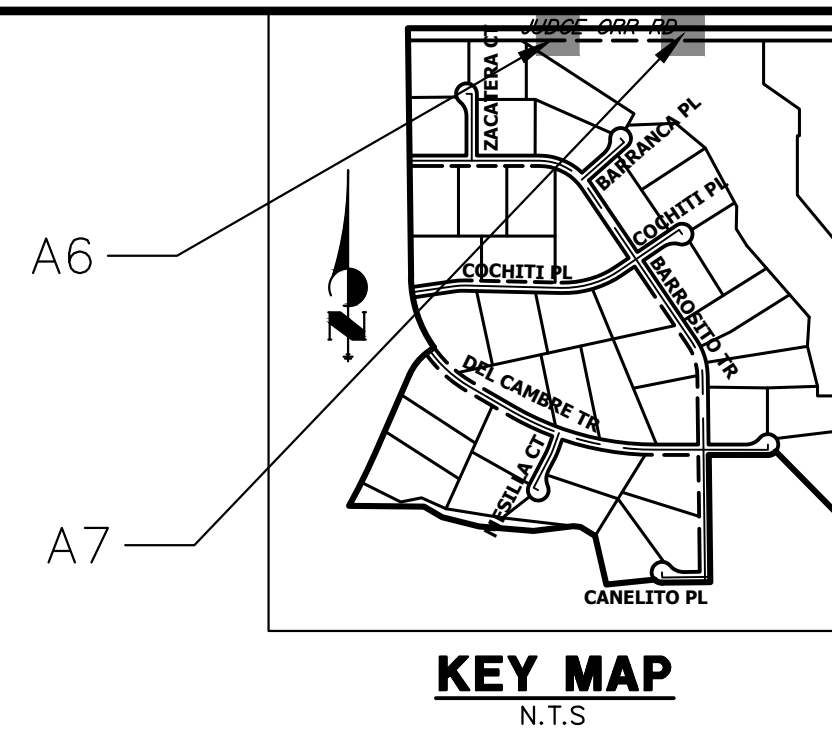 JUDGE ORR RD
ZACATERA CT
BARRANCA PL
COCHITI PL
A6
COCHITI PL
BARROSITO TR
N
DEL CAMBRE TR
MESILLA CT
A7
CANELITO PL
KEY MAP
N.T.S